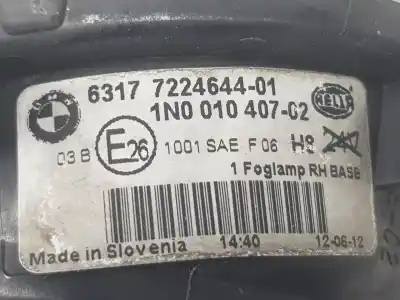 6317 7224644-01
1N0 010 407-02
HELLA
03 B E26 1001 SAE F 06 H8
1 Foglamp RH BASE
Made in Slovenia 14:40 12-06-12